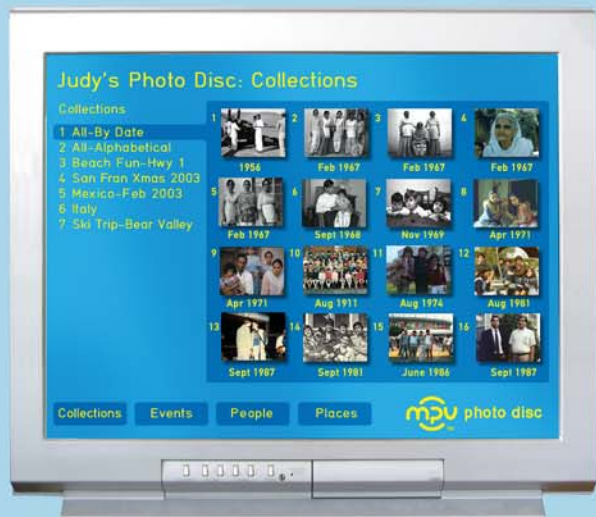 Judy's Photo Disc: Collections
Collections
1 All-By Date
2 All-Alphabetical
3 Beach Fun-Hwy 1
4 San Fran Xmas 2003
5 Mexico-Feb 2003
6 Italy
7 Ski Trip-Bear Valley
1 2 3 4
1956 Feb 1967 Feb 1967 Feb 1967
5 6 7 8
Feb 1967 Sept 1968 Nov 1969 Apr 1971
9 10 11 12
Apr 1971 Aug 1911 Aug 1974 Aug 1981
13 14 15 16
Sept 1987 Sept 1981 June 1986 Sept 1987
Collections Events People Places mpv photo disc